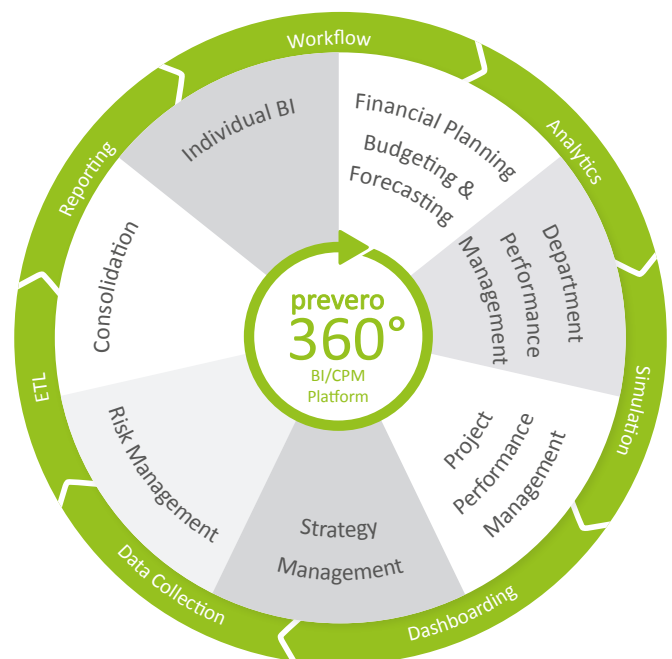 Workflow
Analytics
Simulation
Dashboarding
Data Collection
ETL
Reporting
Individual BI
Financial Planning
Budgeting &
Forecasting
Department
Performance
Management
Project
Performance
Management
Strategy
Management
Risk Management
Consolidation
prevero
360°
BI/CPM
Platform